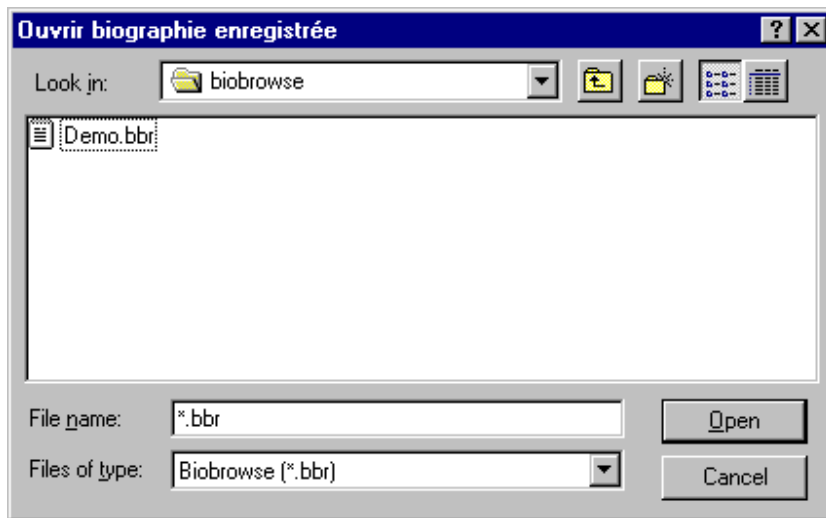 Ouvrir biographie enregistrée
Look in: biobrowse
Demo.bbr
File name: *.bbr Open
Files of type: Biobrowse (*.bbr) Cancel